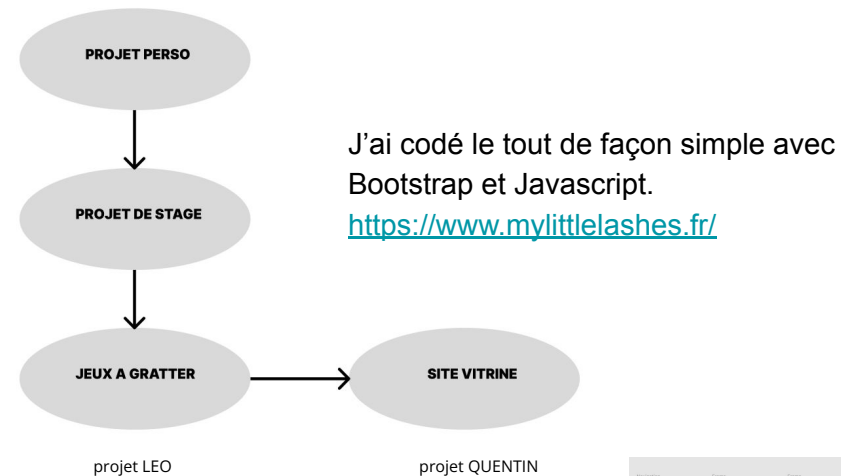 PROJET PERSO
J'ai codé le tout de façon simple avec
Bootstrap et Javascript.
https://www.mylittlelashes.fr/
PROJET DE STAGE
JEUX A GRATTER
SITE VITRINE
projet LEO
projet QUENTIN